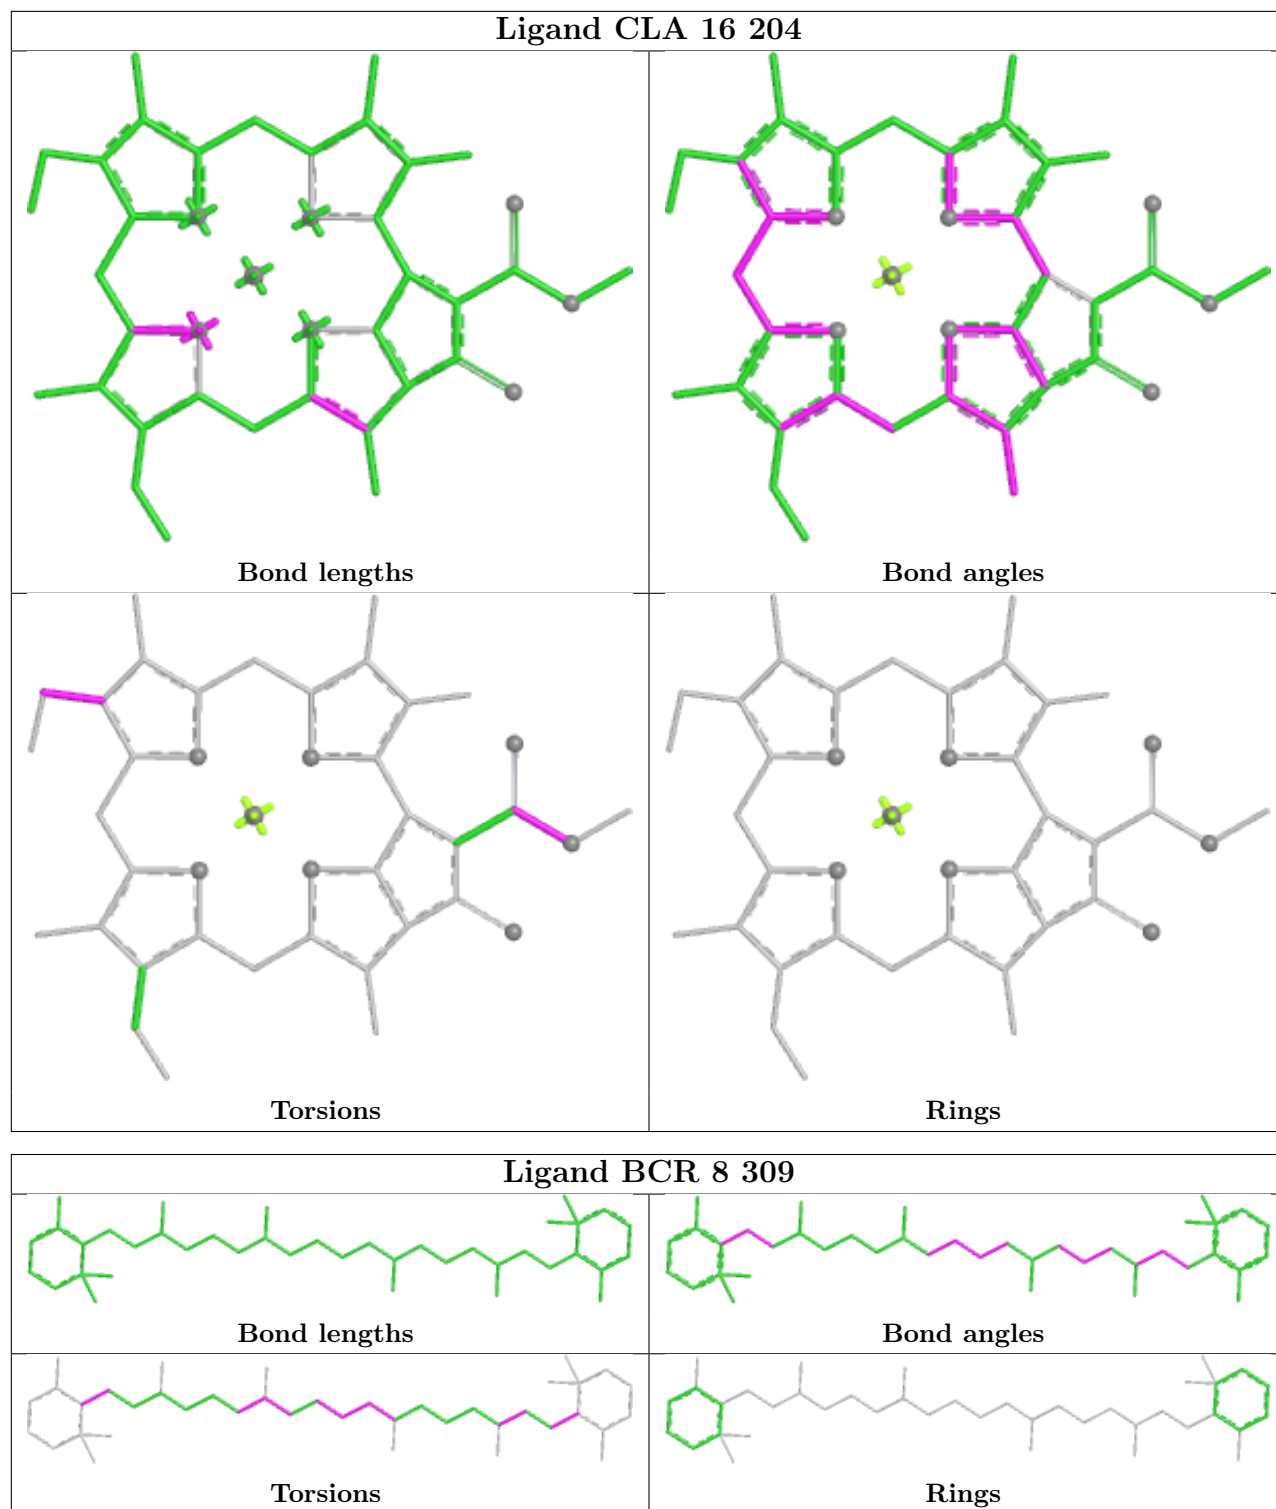 Ligand CLA 16 204
Bond lengths
Bond angles
Torsions
Rings
Ligand BCR 8 309
Bond lengths
Bond angles
Torsions
Rings